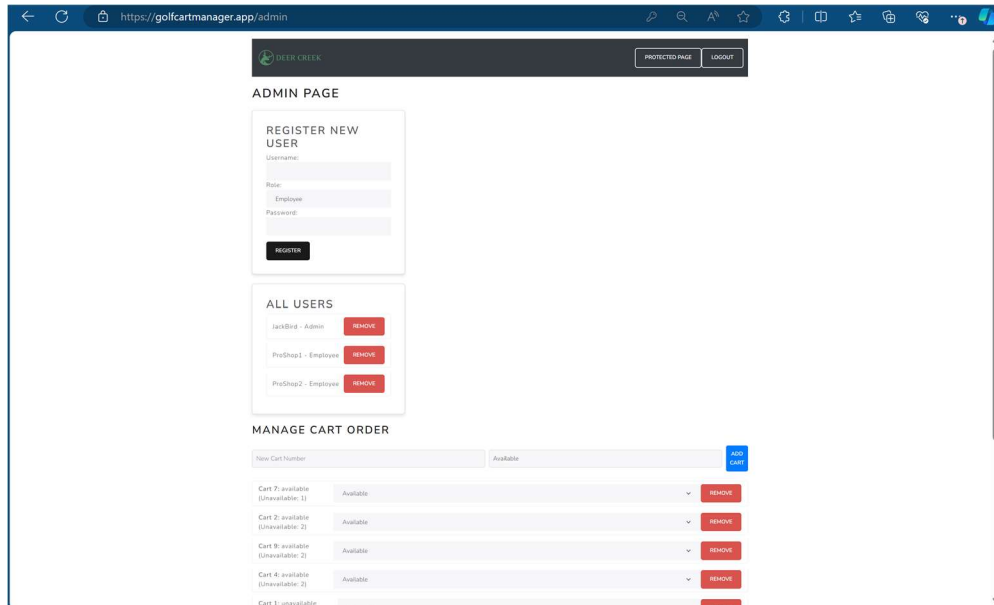 https://golfcartmanager.app/admin
DEER CREEK
PROTECTED PAGE
LOGOUT
ADMIN PAGE
REGISTER NEW
USER
Username:
Role:
Employee
Password:
REGISTER
ALL USERS
JackBird - Admin
REMOVE
ProShop1 - Employee
REMOVE
ProShop2 - Employee
REMOVE
MANAGE CART ORDER
New Cart Number
Available
ADD
CART
Cart 7: available
(Unavailable: 1)
Available
REMOVE
Cart 2: available
(Unavailable: 2)
Available
REMOVE
Cart 9: available
(Unavailable: 2)
Available
REMOVE
Cart 4: available
(Unavailable: 2)
Available
REMOVE
Cart 1: unavailable
REMOVE